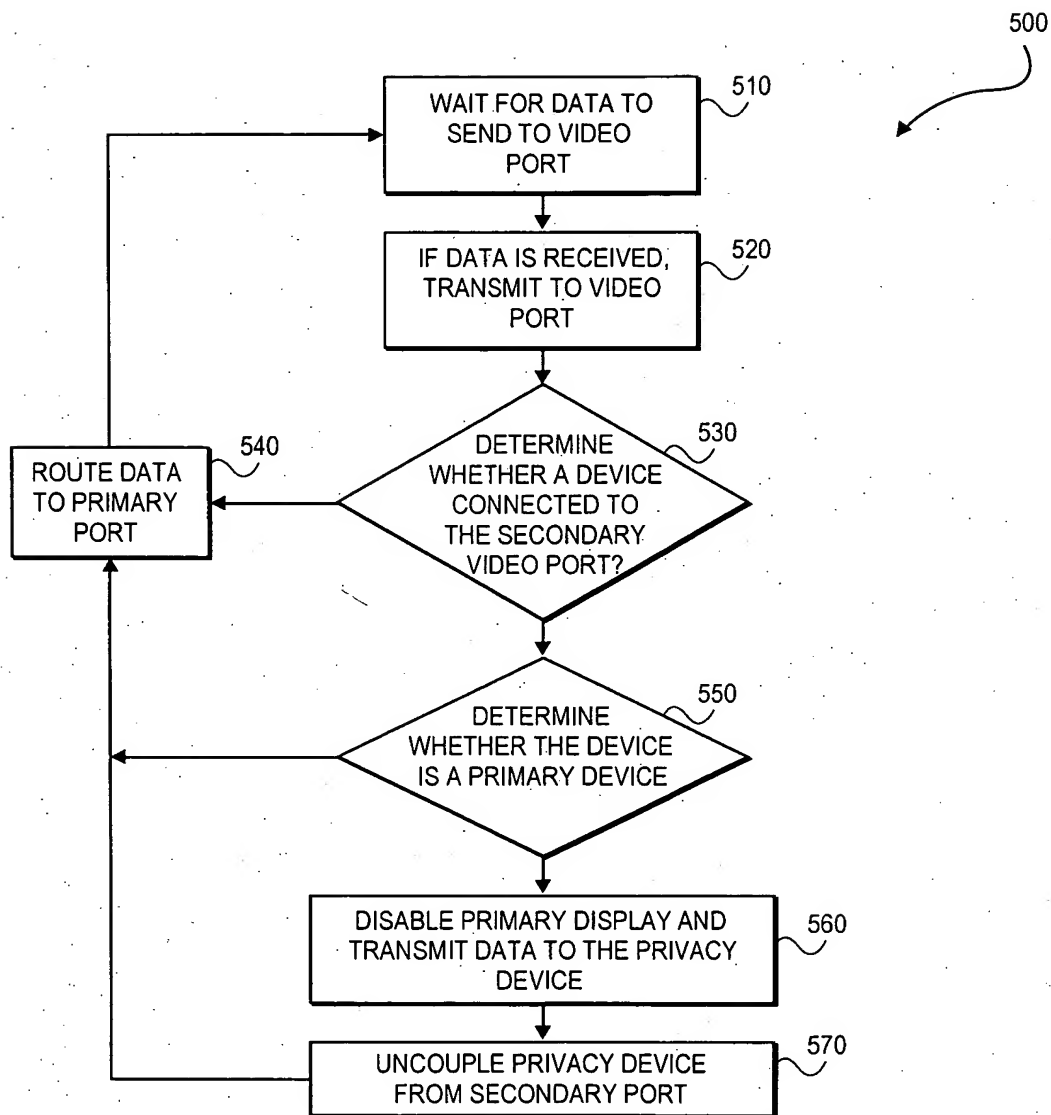 500
510
WAIT FOR DATA TO
SEND TO VIDEO
PORT
520
IF DATA IS RECEIVED,
TRANSMIT TO VIDEO
PORT
530
DETERMINE
WHETHER A DEVICE
CONNECTED TO
THE SECONDARY
VIDEO PORT?
540
ROUTE DATA
TO PRIMARY
PORT
550
DETERMINE
WHETHER THE DEVICE
IS A PRIMARY DEVICE
560
DISABLE PRIMARY DISPLAY AND
TRANSMIT DATA TO THE PRIVACY
DEVICE
570
UNCOUPLE PRIVACY DEVICE
FROM SECONDARY PORT